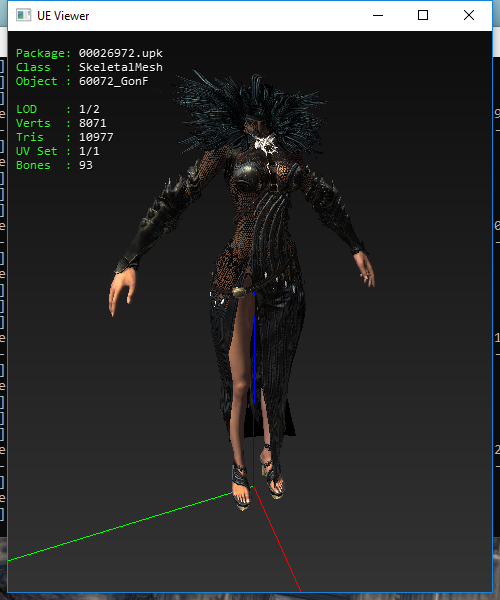 UE Viewer
Package: 00026972.upk
Class : SkeletalMesh
Object : 60072_GonF
LOD : 1/2
Verts : 8071
Tris : 10977
UV Set : 1/1
Bones : 93